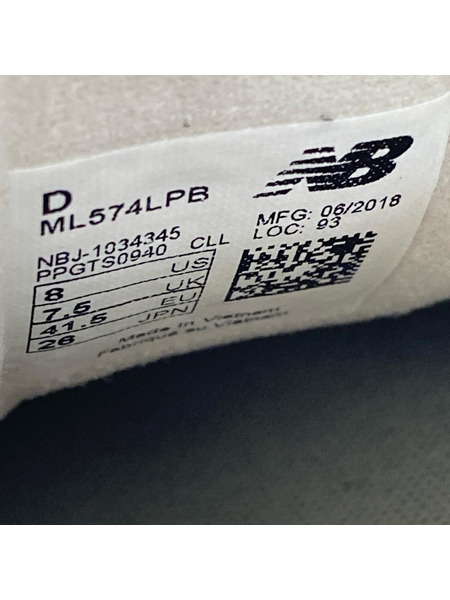 D
ML574LPB
NB
MFG: 06/2018
LOC: 93
NBJ-1034345
PPGTS0940 CLL
8 US
7.5 UK
41.5 EU
26 JPN
Made in Vietnam
Fabriqué au Vietnam